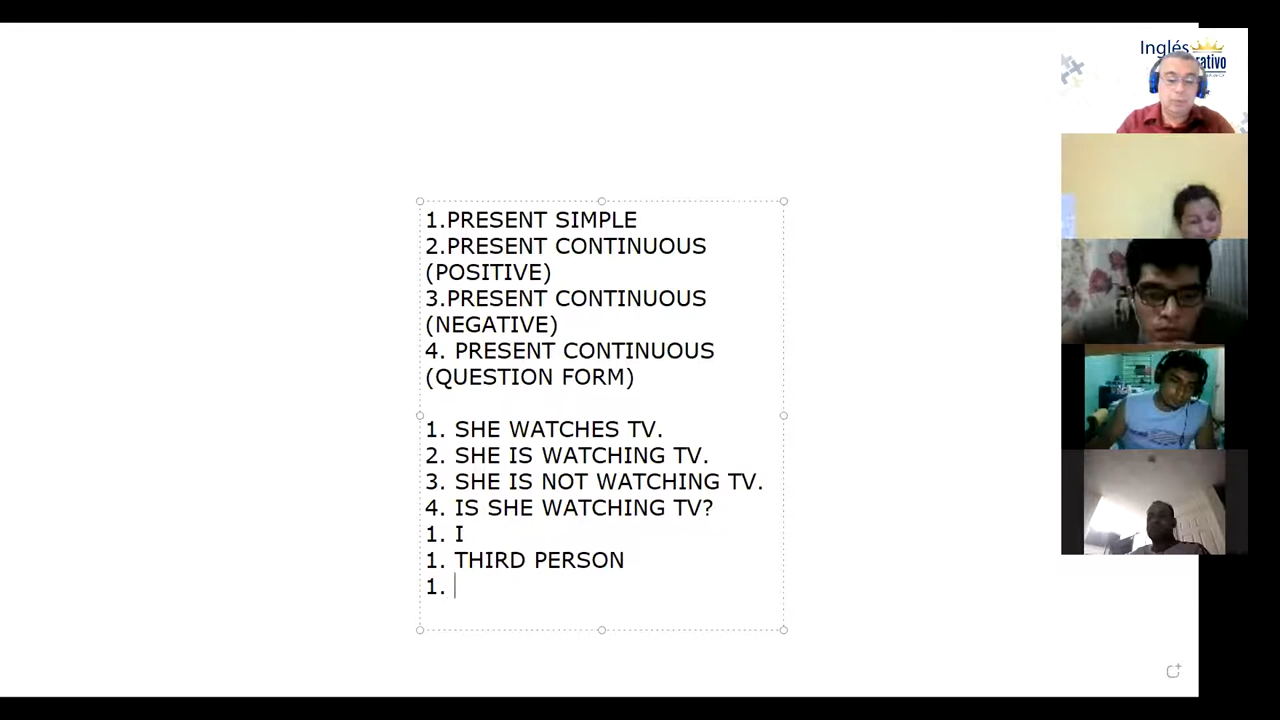 Inglés
rativo
1.PRESENT SIMPLE
2.PRESENT CONTINUOUS
(POSITIVE)
3.PRESENT CONTINUOUS
(NEGATIVE)
4. PRESENT CONTINUOUS
(QUESTION FORM)
1. SHE WATCHES TV.
2. SHE IS WATCHING TV.
3. SHE IS NOT WATCHING TV.
4. IS SHE WATCHING TV?
1. I
1. THIRD PERSON
1.